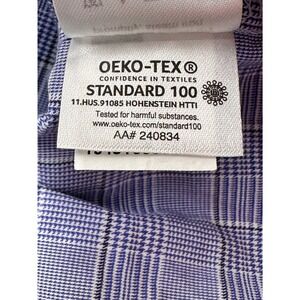 OEKO-TEX®
CONFIDENCE IN TEXTILES
STANDARD 100
11.HUS.91085 HOHENSTEIN HTTI
Tested for harmful substances.
www.oeko-tex.com/standard100
AA# 240834